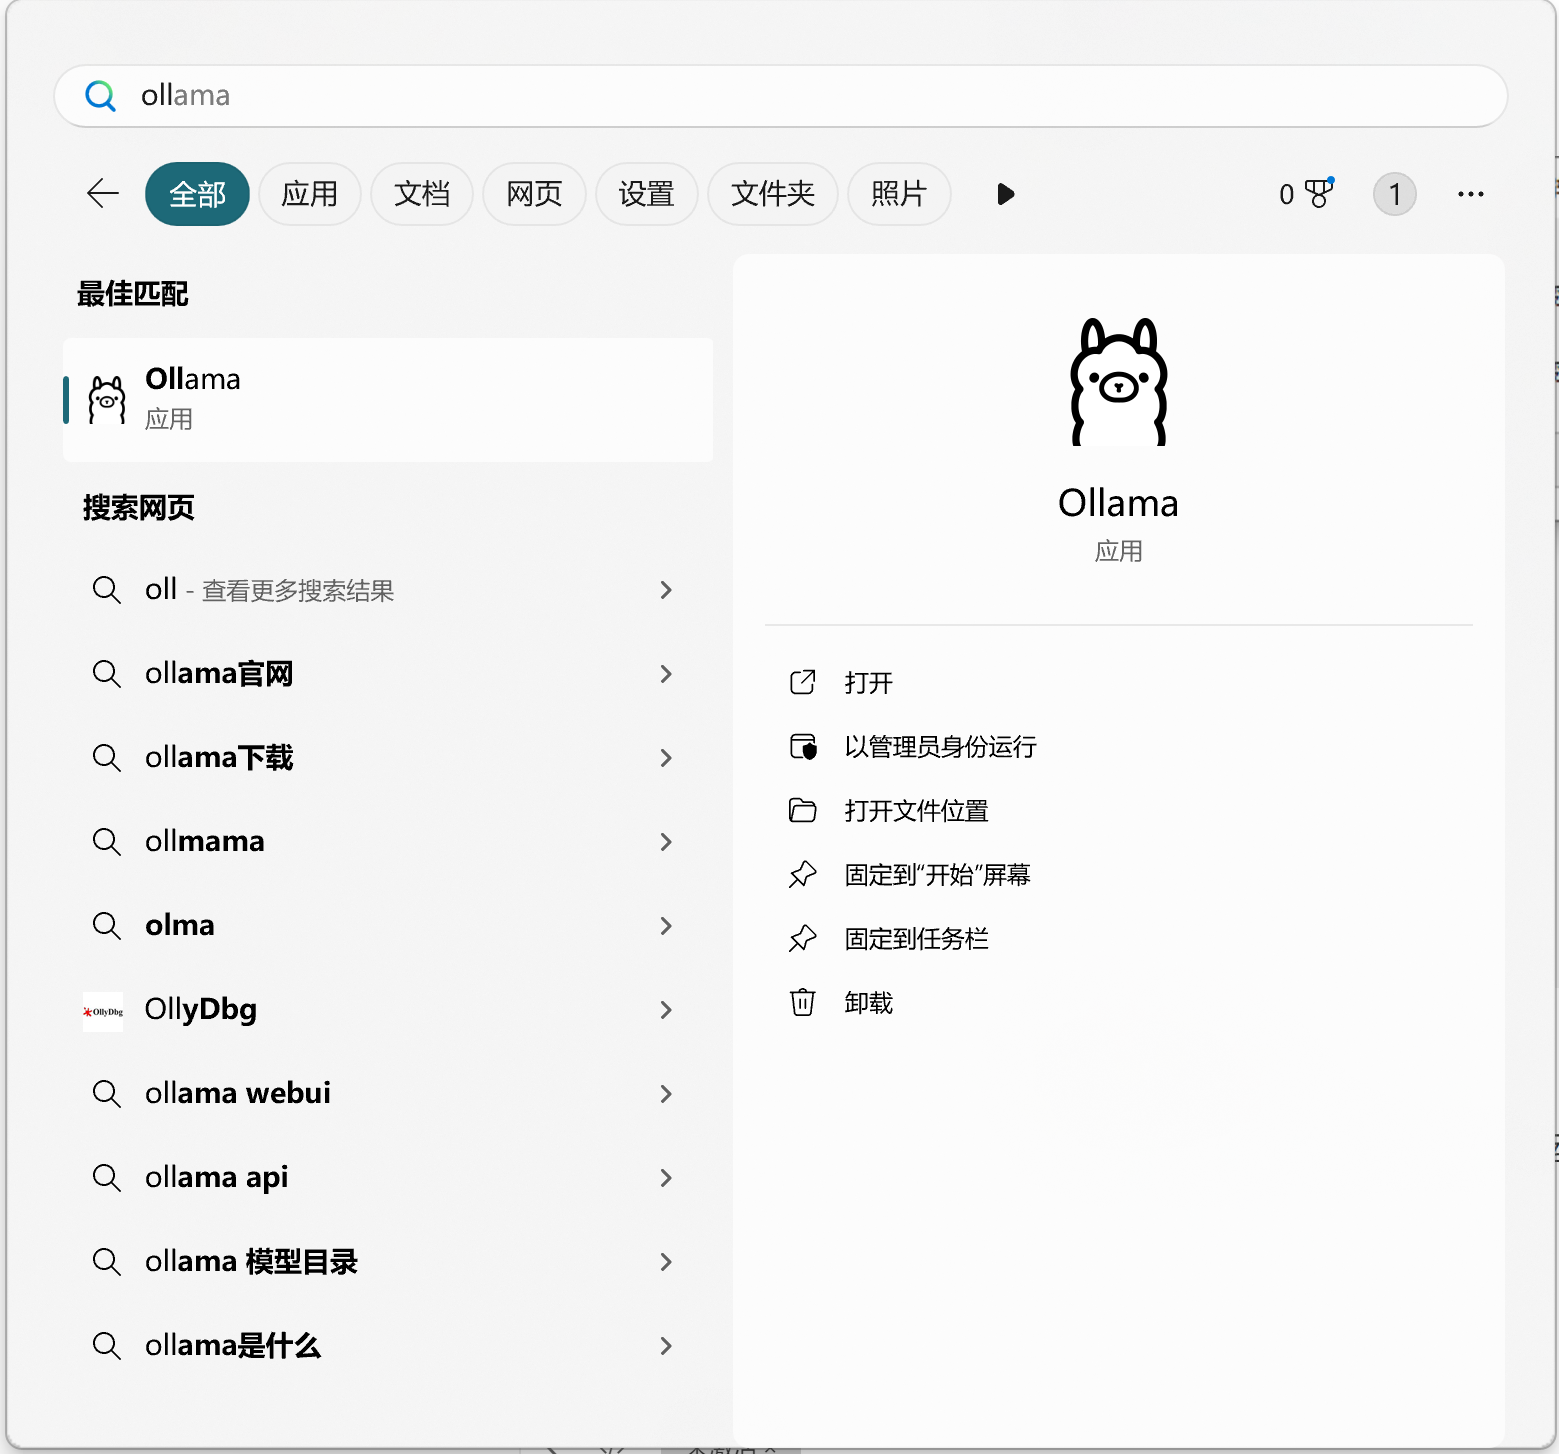 ollama
全部 应用 文档 网页 设置 文件夹 照片 0 1
最佳匹配
Ollama
应用
搜索网页
oll - 查看更多搜索结果
ollama官网
ollama下载
ollmama
olma
OllyDbg OllyDbg
ollama webui
ollama api
ollama 模型目录
ollama是什么
Ollama
应用
打开
以管理员身份运行
打开文件位置
固定到“开始”屏幕
固定到任务栏
卸载